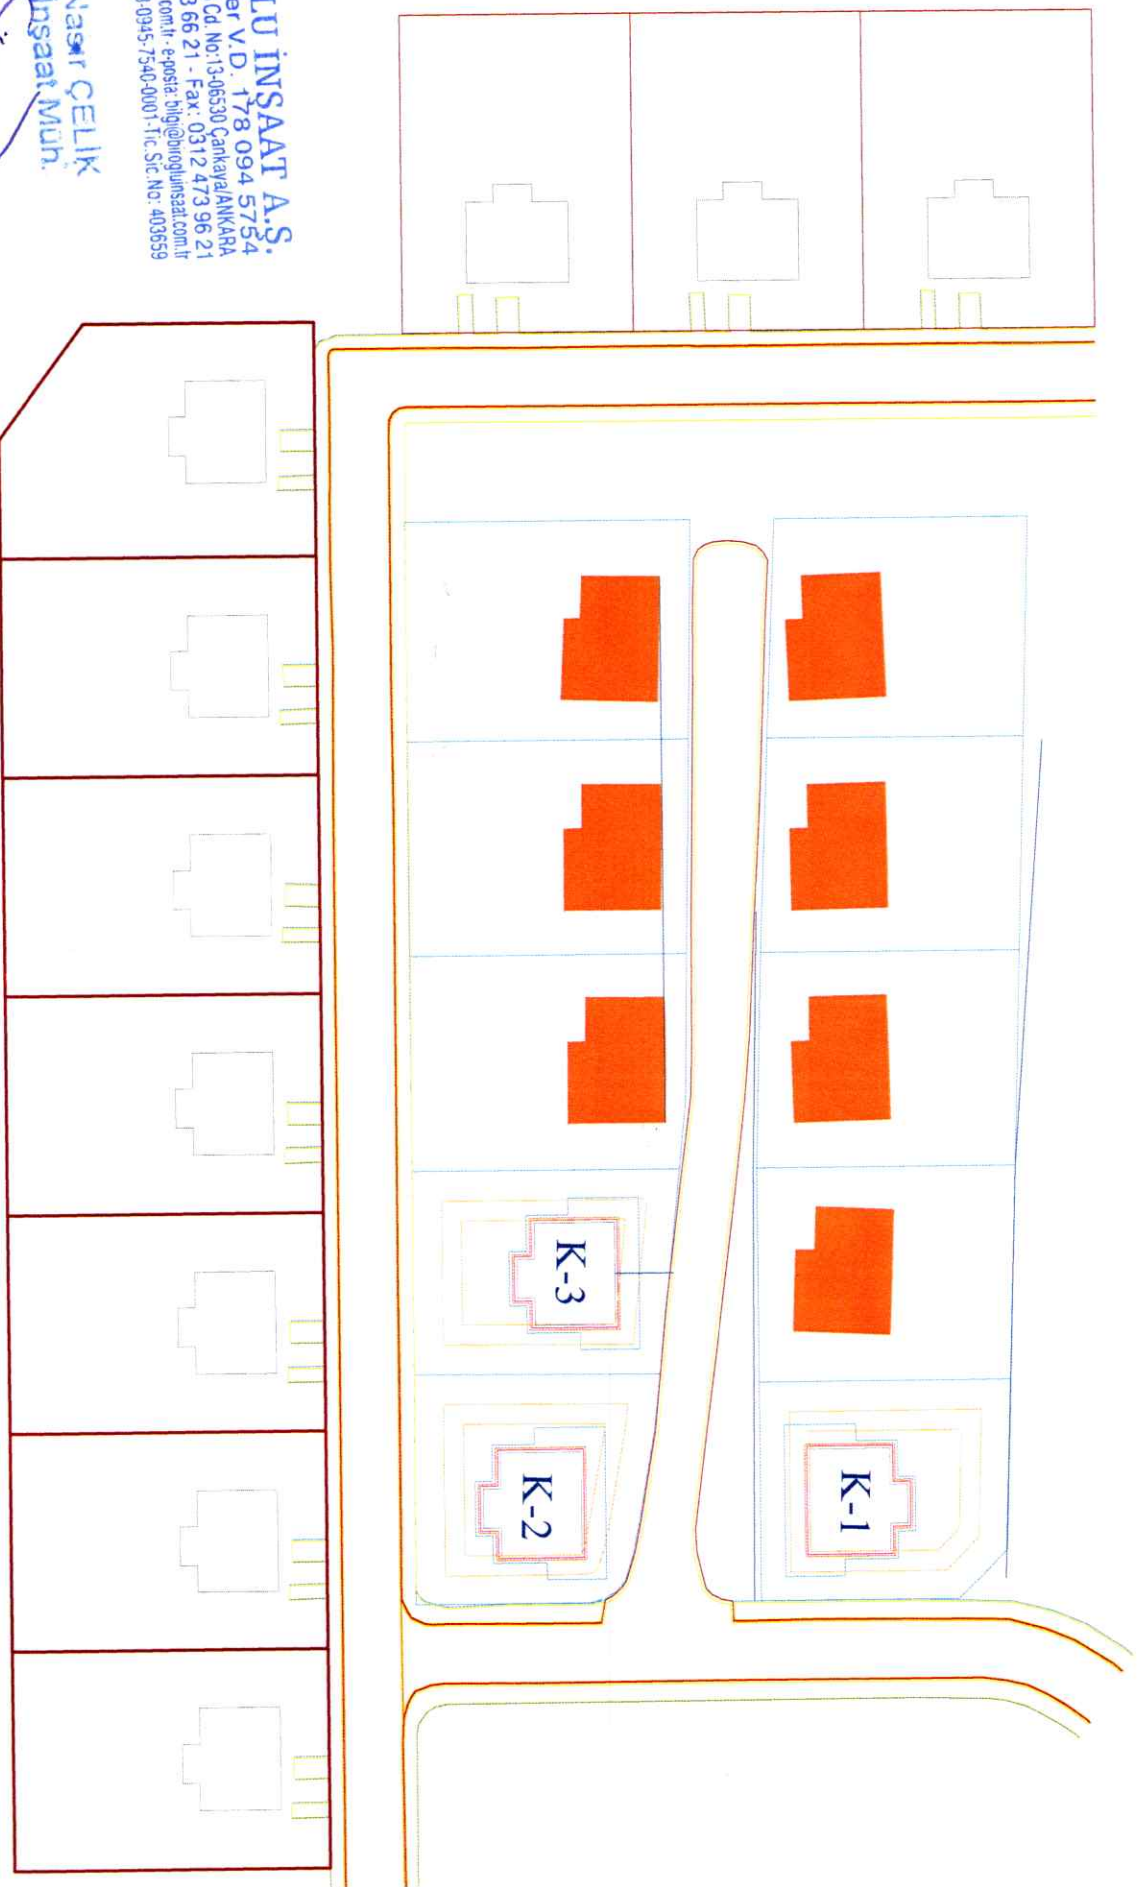 LU İNŞAAT A.Ş.
er V.D. 178 094 5754
Cd. No:13-06530 Çankaya/ANKARA
3 66 21 - Fax: 0312 473 96 21
com.tr - e-posta: bilgi@birogluinsaat.com.tr
-0945-7540-0001-Tic.Sic.No: 403659
Nasır ÇELİK
İnşaat Müh.
K-3
K-2
K-1